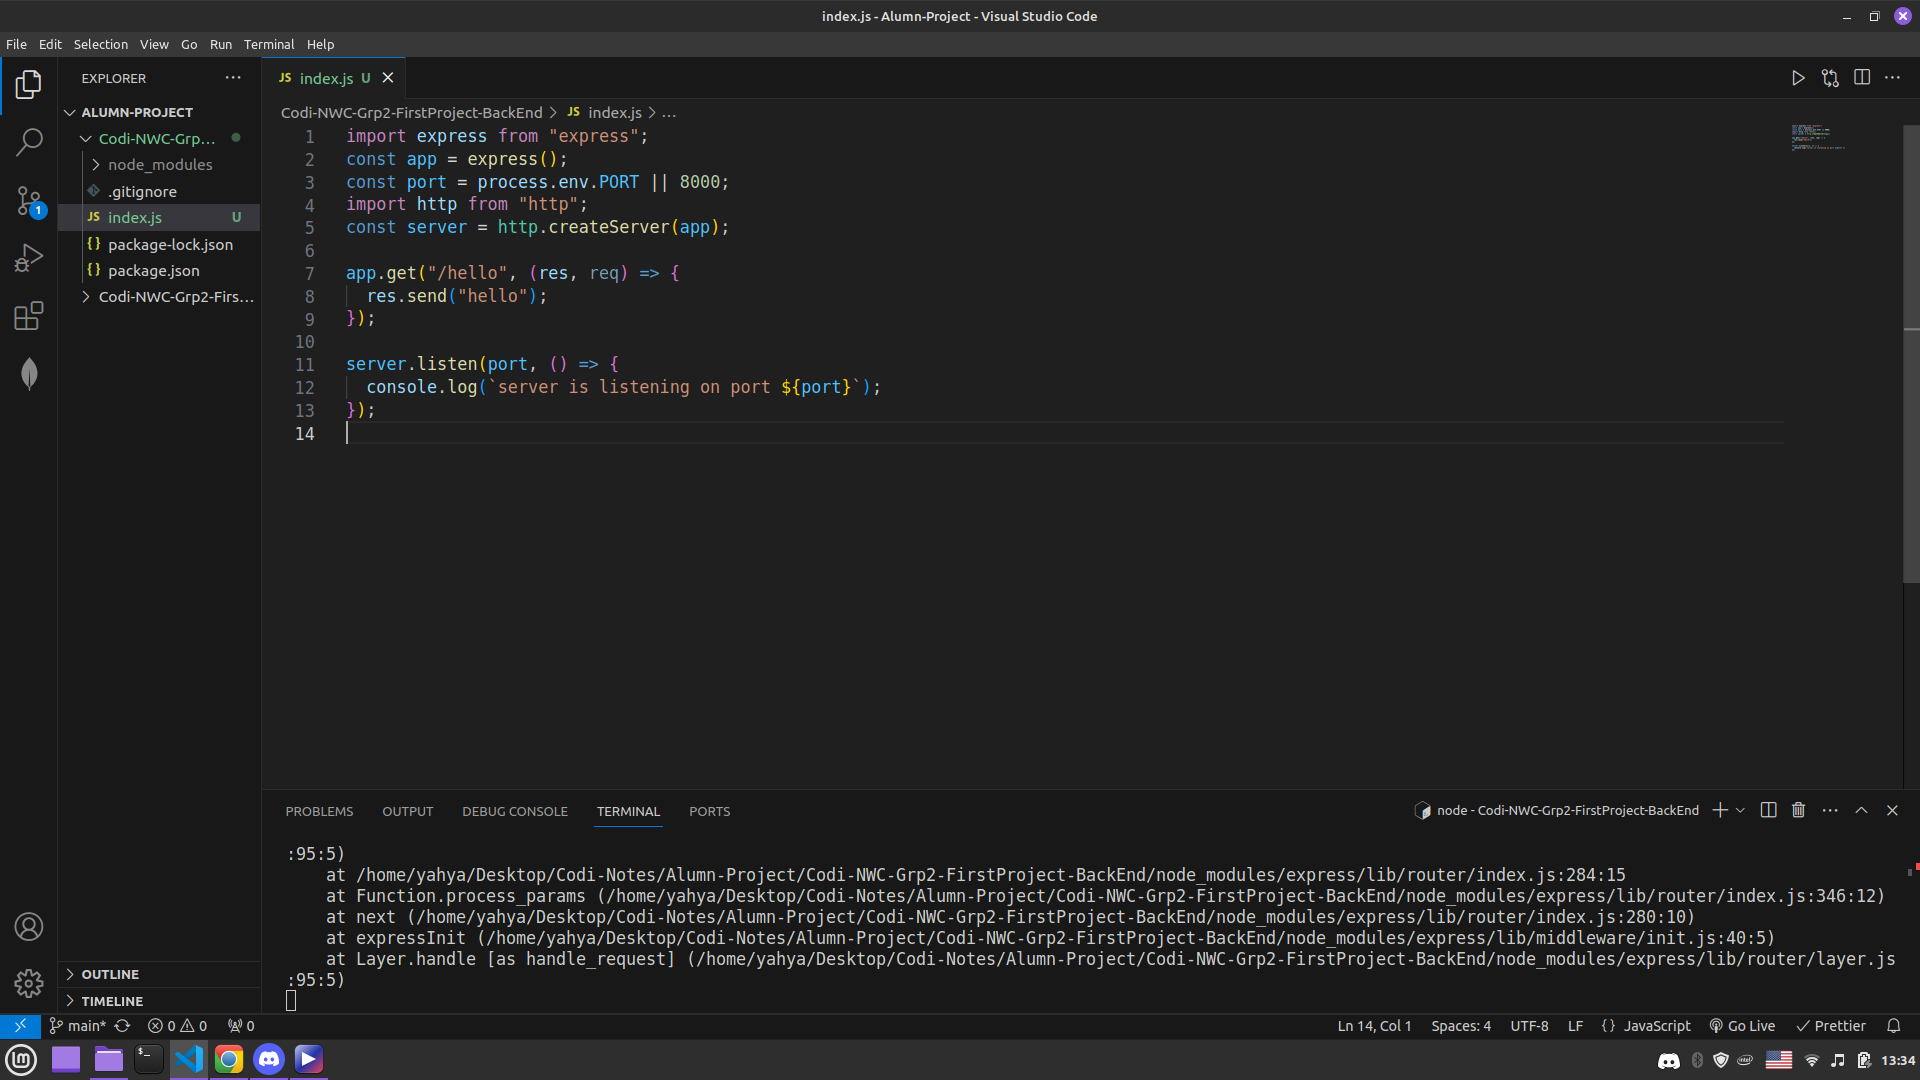 index.js - Alumn-Project - Visual Studio Code
File Edit Selection View Go Run Terminal Help
EXPLORER
ALUMN-PROJECT
Codi-NWC-Grp...
node_modules
.gitignore
JS index.js U
{} package-lock.json
{} package.json
Codi-NWC-Grp2-Firs...
1
OUTLINE
TIMELINE
JS index.js U
Codi-NWC-Grp2-FirstProject-BackEnd > JS index.js > ...
1 import express from "express";
2 const app = express();
3 const port = process.env.PORT || 8000;
4 import http from "http";
5 const server = http.createServer(app);
6
7 app.get("/hello", (res, req) => {
8 res.send("hello");
9 });
10
11 server.listen(port, () => {
12 console.log(`server is listening on port ${port}`);
13 });
14
PROBLEMS OUTPUT DEBUG CONSOLE TERMINAL PORTS
node - Codi-NWC-Grp2-FirstProject-BackEnd
:95:5)
at /home/yahya/Desktop/Codi-Notes/Alumn-Project/Codi-NWC-Grp2-FirstProject-BackEnd/node_modules/express/lib/router/index.js:284:15
at Function.process_params (/home/yahya/Desktop/Codi-Notes/Alumn-Project/Codi-NWC-Grp2-FirstProject-BackEnd/node_modules/express/lib/router/index.js:346:12)
at next (/home/yahya/Desktop/Codi-Notes/Alumn-Project/Codi-NWC-Grp2-FirstProject-BackEnd/node_modules/express/lib/router/index.js:280:10)
at expressInit (/home/yahya/Desktop/Codi-Notes/Alumn-Project/Codi-NWC-Grp2-FirstProject-BackEnd/node_modules/express/lib/middleware/init.js:40:5)
at Layer.handle [as handle_request] (/home/yahya/Desktop/Codi-Notes/Alumn-Project/Codi-NWC-Grp2-FirstProject-BackEnd/node_modules/express/lib/router/layer.js
:95:5)
main* 0 0 0
Ln 14, Col 1 Spaces: 4 UTF-8 LF {} JavaScript Go Live Prettier
13:34